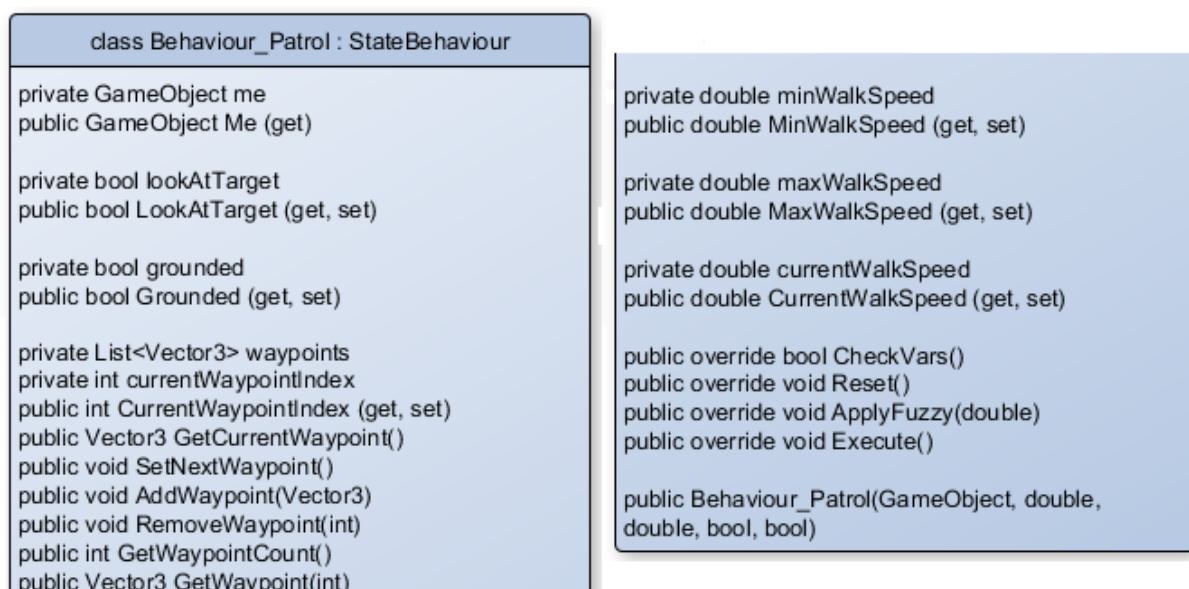 class Behaviour_Patrol : StateBehaviour
private GameObject me
public GameObject Me (get)
private bool lookAtTarget
public bool LookAtTarget (get, set)
private bool grounded
public bool Grounded (get, set)
private List<Vector3> waypoints
private int currentWaypointIndex
public int CurrentWaypointIndex (get, set)
public Vector3 GetCurrentWaypoint()
public void SetNextWaypoint()
public void AddWaypoint(Vector3)
public void RemoveWaypoint(int)
public int GetWaypointCount()
public Vector3 GetWaypoint(int)
private double minWalkSpeed
public double MinWalkSpeed (get, set)
private double maxWalkSpeed
public double MaxWalkSpeed (get, set)
private double currentWalkSpeed
public double CurrentWalkSpeed (get, set)
public override bool CheckVars()
public override void Reset()
public override void ApplyFuzzy(double)
public override void Execute()
public Behaviour_Patrol(GameObject, double,
double, bool, bool)